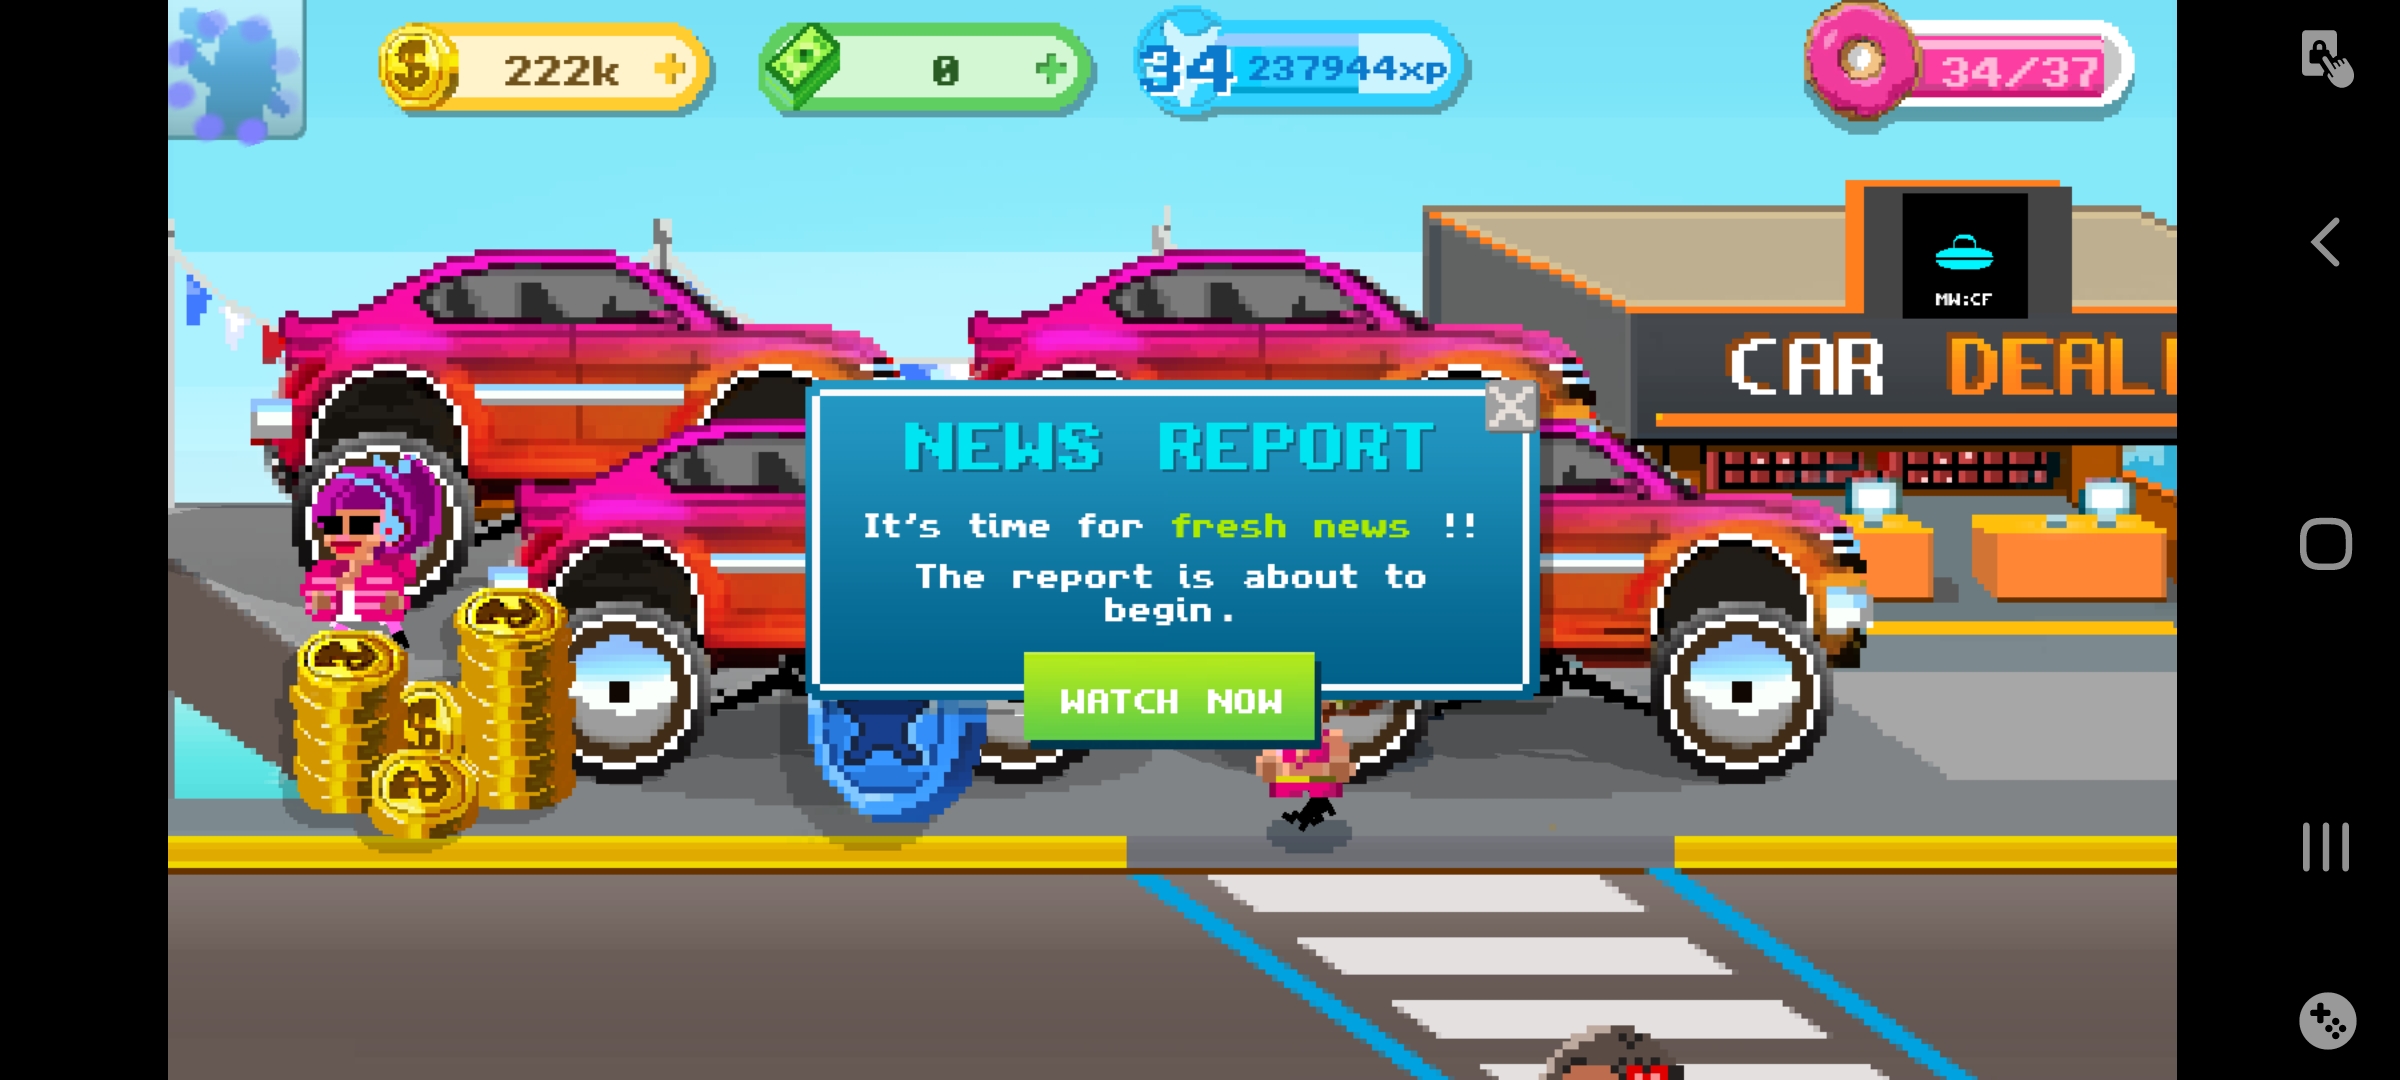 222k
0
34 237944xp
34/37
MW:CF
CAR DEAL
NEWS REPORT
It's time for fresh news !!
The report is about to
begin.
WATCH NOW